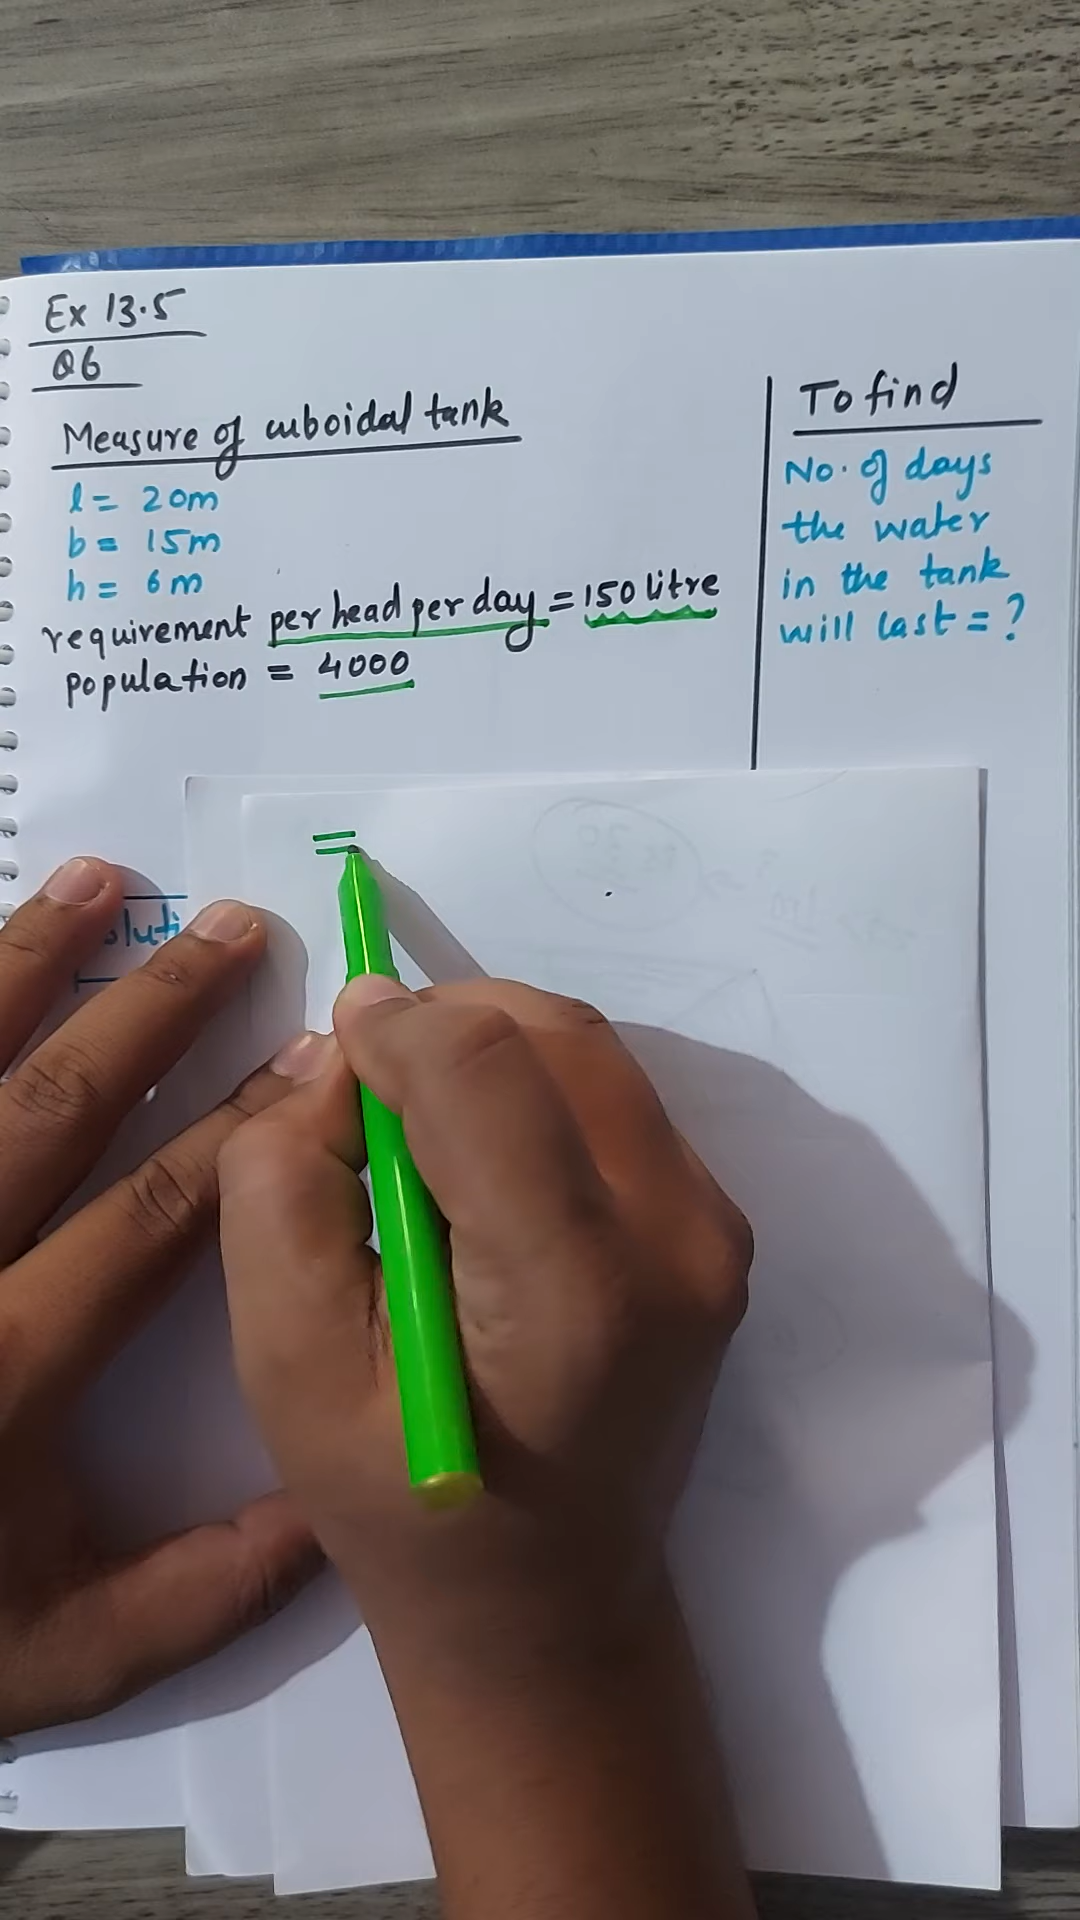 Ex 13.5
Q6
Measure of cuboidal tank
l = 20m
b = 15m
h = 6m
requirement per head per day = 150 litre
population = 4000
To find
No. of days
the water
in the tank
will last = ?
=